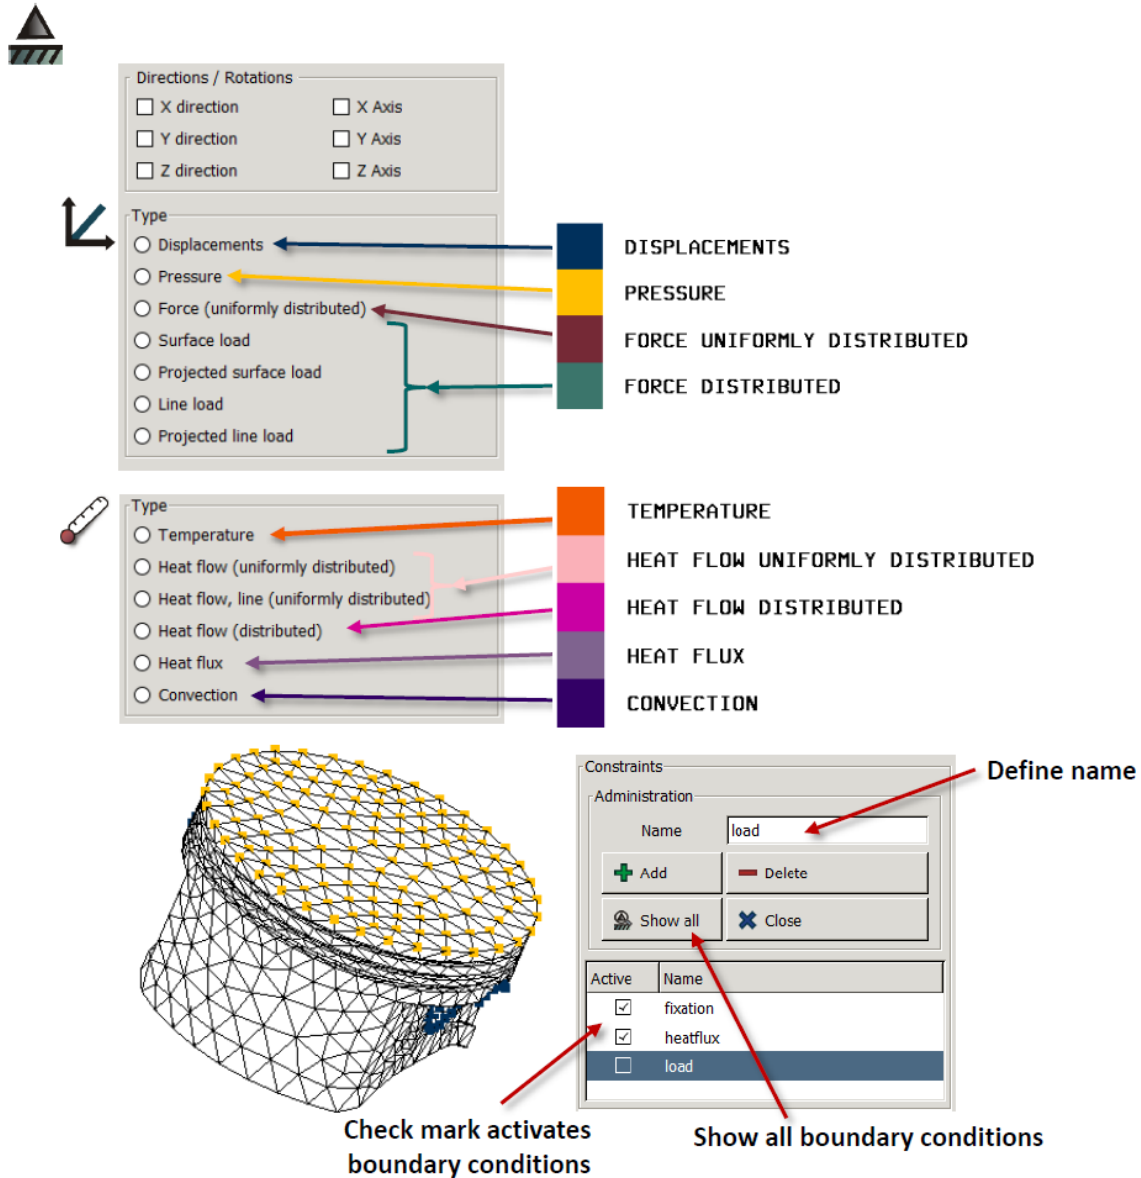 Directions / Rotations
X direction
X Axis
Y direction
Y Axis
Z direction
Z Axis
Type
Displacements
Pressure
Force (uniformly distributed)
Surface load
Projected surface load
Line load
Projected line load
DISPLACEMENTS
PRESSURE
FORCE UNIFORMLY DISTRIBUTED
FORCE DISTRIBUTED
Type
Temperature
Heat flow (uniformly distributed)
Heat flow, line (uniformly distributed)
Heat flow (distributed)
Heat flux
Convection
TEMPERATURE
HEAT FLOW UNIFORMLY DISTRIBUTED
HEAT FLOW DISTRIBUTED
HEAT FLUX
CONVECTION
Constraints
Administration
Name
load
Add
Delete
Show all
Close
Active
Name
fixation
heatflux
load
Define name
Check mark activates
boundary conditions
Show all boundary conditions